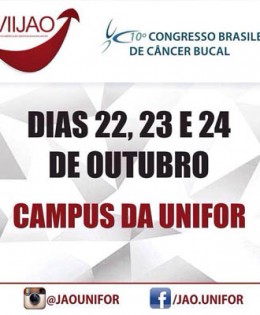 VIIJAO
10º CONGRESSO BRASILE
DE CÂNCER BUCAL
DIAS 22, 23 E 24
DE OUTUBRO
CAMPUS DA UNIFOR
@JAOUNIFOR
/JAO.UNIFOR